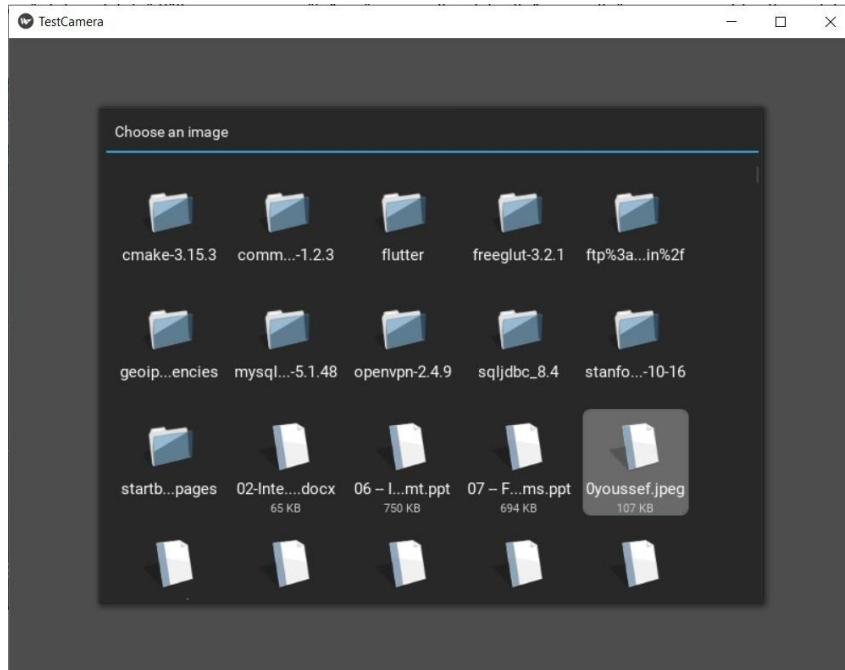 TestCamera
Choose an image
cmake-3.15.3 comm...-1.2.3 flutter freeglut-3.2.1 ftp%3a...in%2f
geoip...encies mysql...-5.1.48 openvpn-2.4.9 sqljdbc_8.4 stanfo...-10-16
startb...pages 02-Inte....docx 06 -- I...mt.ppt 07 -- F...ms.ppt 0youssef.jpeg
65 KB 750 KB 694 KB 107 KB